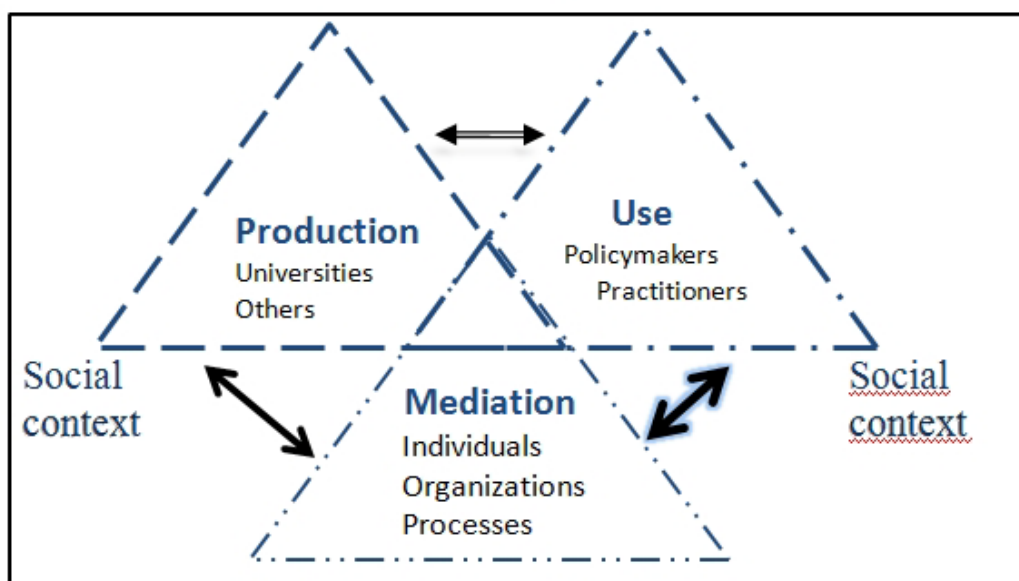 Production
Universities
Others
Use
Policymakers
Practitioners
Social
context
Mediation
Individuals
Organizations
Processes
Social
context